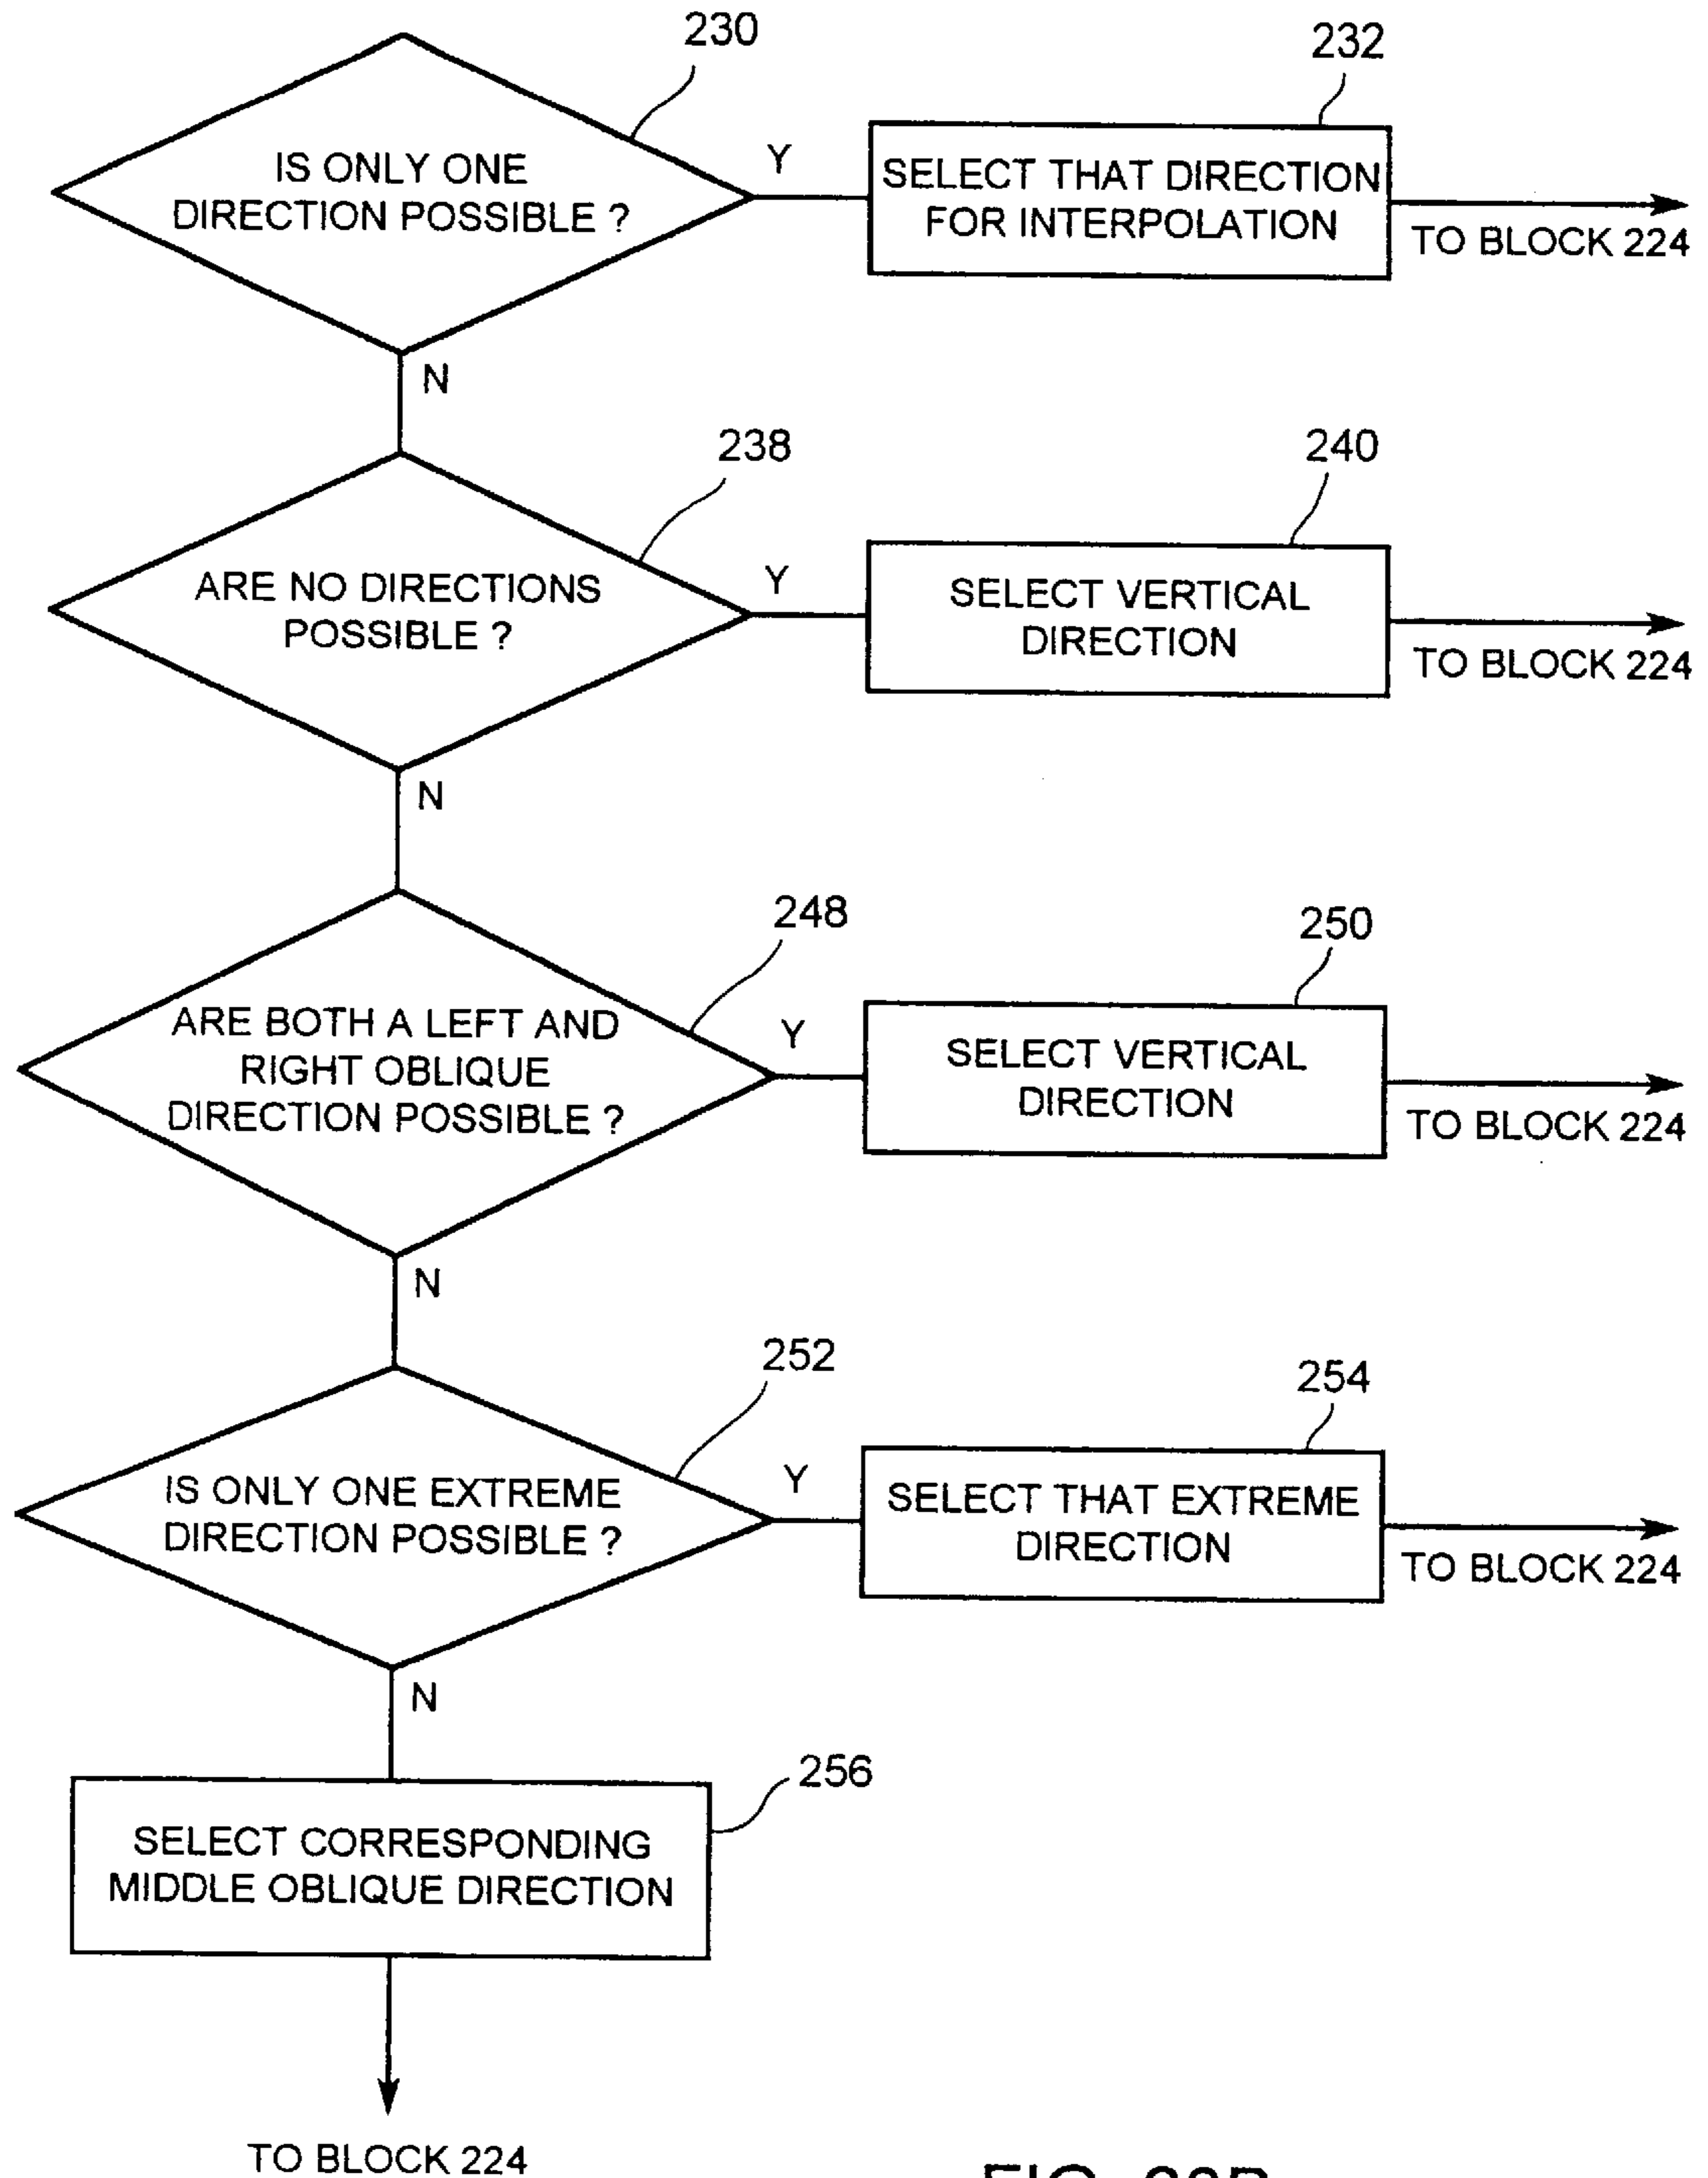 230
232
IS ONLY ONE
DIRECTION POSSIBLE ?
Y
SELECT THAT DIRECTION
FOR INTERPOLATION
TO BLOCK 224
N
238
240
ARE NO DIRECTIONS
POSSIBLE ?
Y
SELECT VERTICAL
DIRECTION
TO BLOCK 224
N
248
250
ARE BOTH A LEFT AND
RIGHT OBLIQUE
DIRECTION POSSIBLE ?
Y
SELECT VERTICAL
DIRECTION
TO BLOCK 224
N
252
254
IS ONLY ONE EXTREME
DIRECTION POSSIBLE ?
Y
SELECT THAT EXTREME
DIRECTION
TO BLOCK 224
N
256
SELECT CORRESPONDING
MIDDLE OBLIQUE DIRECTION
TO BLOCK 224
FIG.